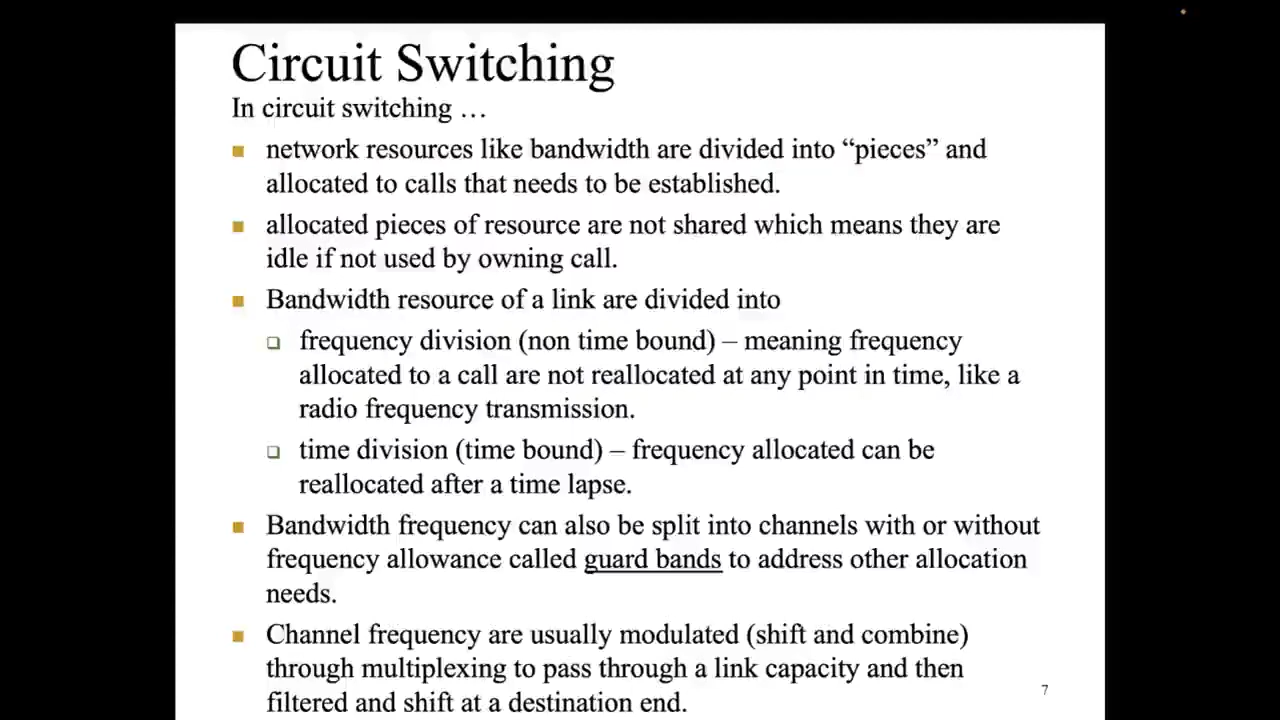 Circuit Switching
In circuit switching …
network resources like bandwidth are divided into “pieces” and
allocated to calls that needs to be established.
allocated pieces of resource are not shared which means they are
idle if not used by owning call.
Bandwidth resource of a link are divided into
frequency division (non time bound) – meaning frequency
allocated to a call are not reallocated at any point in time, like a
radio frequency transmission.
time division (time bound) – frequency allocated can be
reallocated after a time lapse.
Bandwidth frequency can also be split into channels with or without
frequency allowance called guard bands to address other allocation
needs.
Channel frequency are usually modulated (shift and combine)
through multiplexing to pass through a link capacity and then
filtered and shift at a destination end.
7